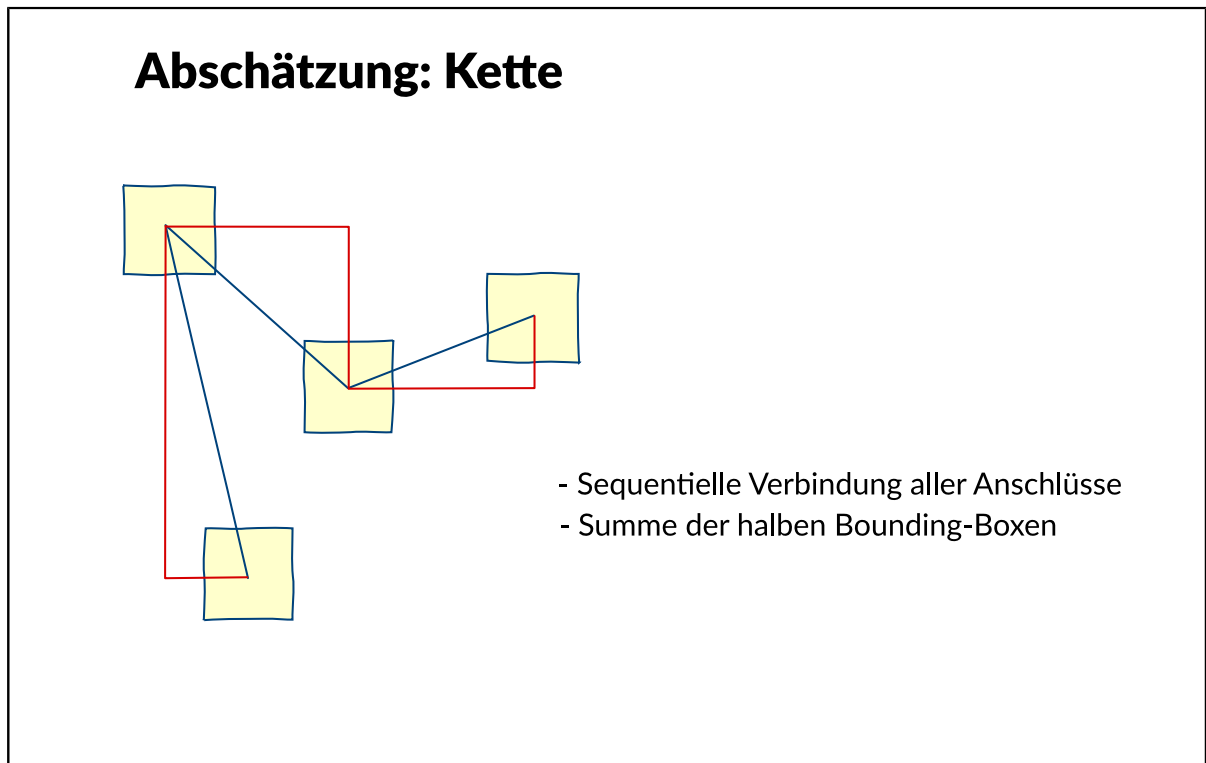 Abschätzung: Kette
- Sequentielle Verbindung aller Anschlüsse
- Summe der halben Bounding-Boxen